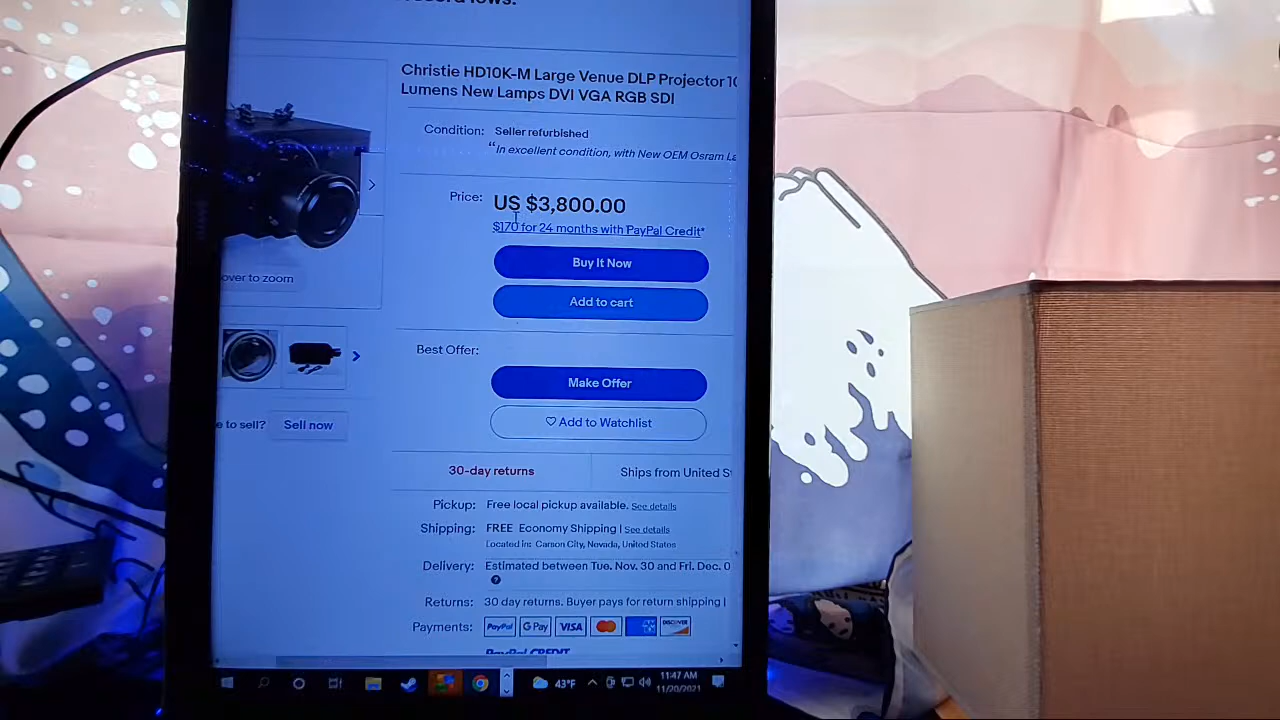 Christie HD10K-M Large Venue DLP Projector
Lumens New Lamps DVI VGA RGB SDI
Condition: Seller refurbished
“In excellent condition, with New OEM Osram
Price: US $3,800.00
$170 for 24 months with PayPal Credit*
over to zoom
Buy It Now
Add to cart
Best Offer:
Make Offer
Add to Watchlist
e to sell? Sell now
30-day returns
Ships from United
Pickup: Free local pickup available. See details
Shipping: FREE Economy Shipping | See details
Located in: Carson City, Nevada, United States
Delivery: Estimated between Tue. Nov. 30 and Fri. Dec. 0
Returns: 30 day returns. Buyer pays for return shipping |
Payments: PayPal G Pay VISA DISCOVER
PayPal CREDIT
43°F
11:47 AM
11/20/2021